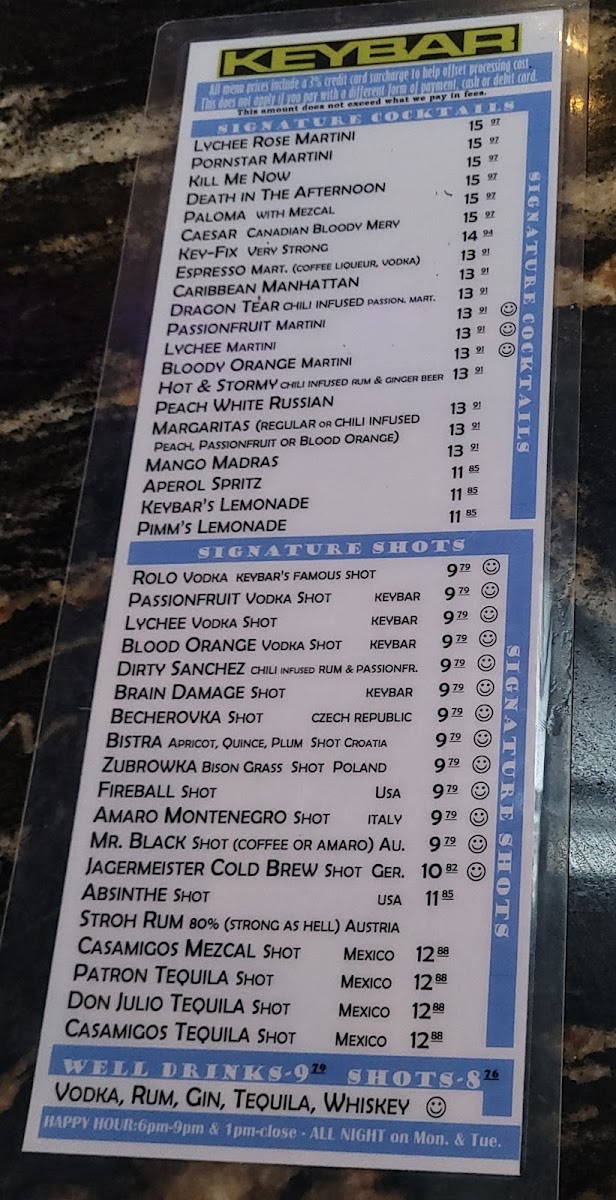 KEYBAR
All menu prices include a 3% credit card surcharge to help offset processing cost.
This does not apply if you pay with a different form of payment, cash or debit card.
This amount does not exceed what we pay in fees.
SIGNATURE COCKTAILS
LYCHEE ROSE MARTINI 15 97
PORNSTAR MARTINI 15 97
KILL ME NOW 15 97
DEATH IN THE AFTERNOON 15 97
PALOMA WITH MEZCAL 15 97
CAESAR CANADIAN BLOODY MERY 15 97
KEY-FIX VERY STRONG 14 94
ESPRESSO MART. (COFFEE LIQUEUR, VODKA) 13 91
CARIBBEAN MANHATTAN 13 91
DRAGON TEAR CHILI INFUSED PASSION. MART. 13 91
PASSIONFRUIT MARTINI 13 91 ☺
LYCHEE MARTINI 13 91 ☺
BLOODY ORANGE MARTINI 13 91 ☺
HOT & STORMY CHILI INFUSED RUM & GINGER BEER 13 91
PEACH WHITE RUSSIAN 13 91
MARGARITAS (REGULAR OR CHILI INFUSED 13 91
PEACH, PASSIONFRUIT OR BLOOD ORANGE)
MANGO MADRAS 13 91
APEROL SPRITZ 11 85
KEYBAR'S LEMONADE 11 85
PIMM'S LEMONADE 11 85
SIGNATURE COCKTAILS
SIGNATURE SHOTS
ROLO VODKA KEYBAR'S FAMOUS SHOT 9 79 ☺
PASSIONFRUIT VODKA SHOT KEYBAR 9 79 ☺
LYCHEE VODKA SHOT KEYBAR 9 79 ☺
BLOOD ORANGE VODKA SHOT KEYBAR 9 79 ☺
DIRTY SANCHEZ CHILI INFUSED RUM & PASSIONFR. 9 79 ☺
BRAIN DAMAGE SHOT KEYBAR 9 79 ☺
BECHEROVKA SHOT CZECH REPUBLIC 9 79 ☺
BISTRA APRICOT, QUINCE, PLUM SHOT CROATIA 9 79 ☺
ZUBROWKA BISON GRASS SHOT POLAND 9 79 ☺
FIREBALL SHOT USA 9 79 ☺
AMARO MONTENEGRO SHOT ITALY 9 79 ☺
MR. BLACK SHOT (COFFEE OR AMARO) AU. 9 79 ☺
JAGERMEISTER COLD BREW SHOT GER. 10 82 ☺
ABSINTHE SHOT USA 11 85
STROH RUM 80% (STRONG AS HELL) AUSTRIA
CASAMIGOS MEZCAL SHOT MEXICO 12 88
PATRON TEQUILA SHOT MEXICO 12 88
DON JULIO TEQUILA SHOT MEXICO 12 88
CASAMIGOS TEQUILA SHOT MEXICO 12 88
SIGNATURE SHOTS
WELL DRINKS-9 79 SHOTS-8 76
VODKA, RUM, GIN, TEQUILA, WHISKEY ☺
HAPPY HOUR:6pm-9pm & 1pm-close - ALL NIGHT on Mon. & Tue.